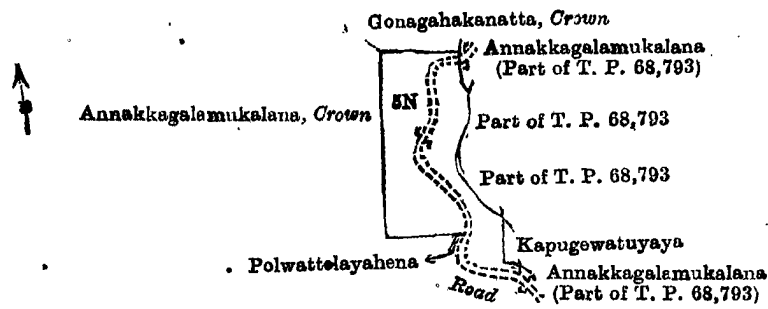 Gonagahakanatta, Crown
Annakkagalamukalana
(Part of T. P. 68,793)
5N
Annakkagalamukalana, Crown
Part of T. P. 68,793
Part of T. P. 68,793
Kapugewatuyaya
Polwattelayahena
Annakkagalamukalana
(Part of T. P. 68,793)
Road